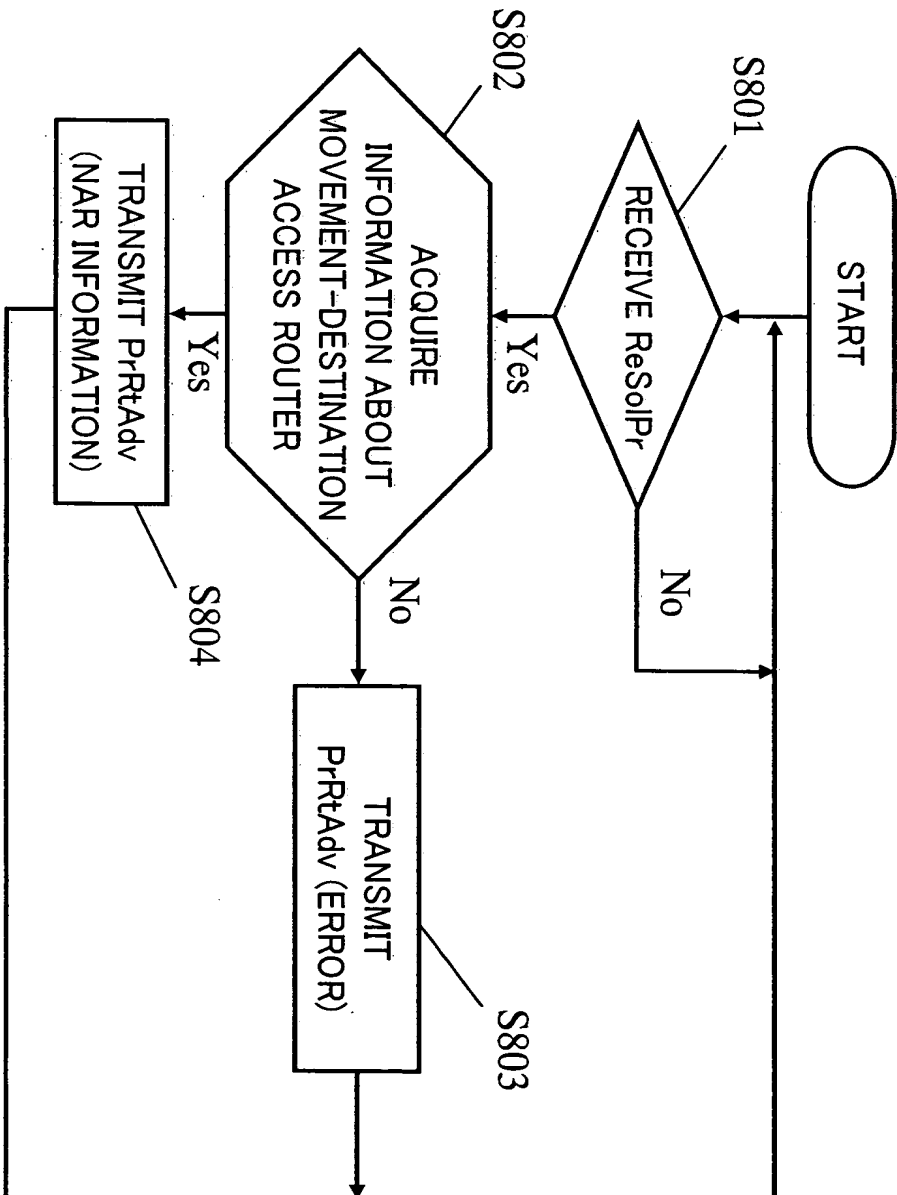 START
S801
RECEIVE ReSolPr
No
Yes
S802
ACQUIRE
INFORMATION ABOUT
MOVEMENT-DESTINATION
ACCESS ROUTER
No
TRANSMIT
PrRtAdv (ERROR)
S803
Yes
TRANSMIT PrRtAdv
(NAR INFORMATION)
S804